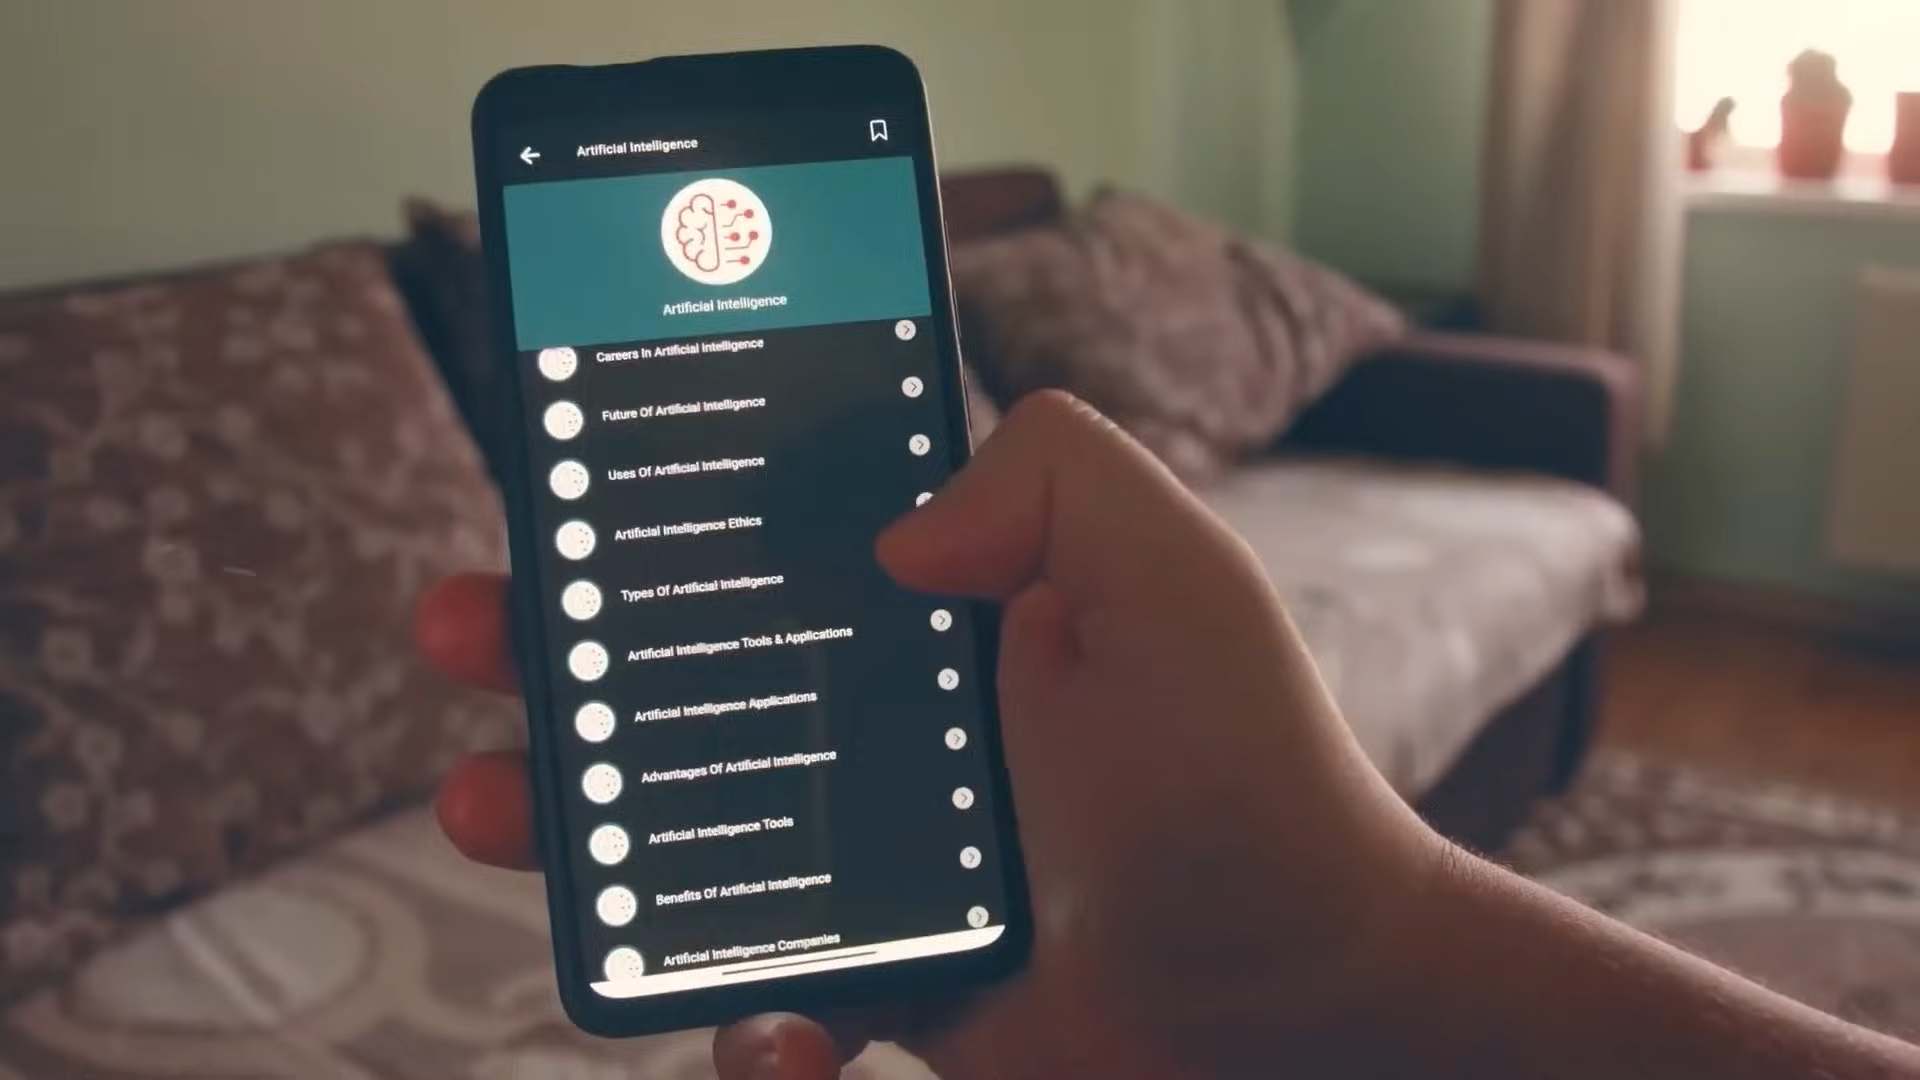 Artificial Intelligence
Artificial Intelligence
Careers In Artificial Intelligence
Future Of Artificial Intelligence
Uses Of Artificial Intelligence
Artificial Intelligence Ethics
Types Of Artificial Intelligence
Artificial Intelligence Tools & Applications
Artificial Intelligence Applications
Advantages Of Artificial Intelligence
Artificial Intelligence Tools
Benefits Of Artificial Intelligence
Artificial Intelligence Companies